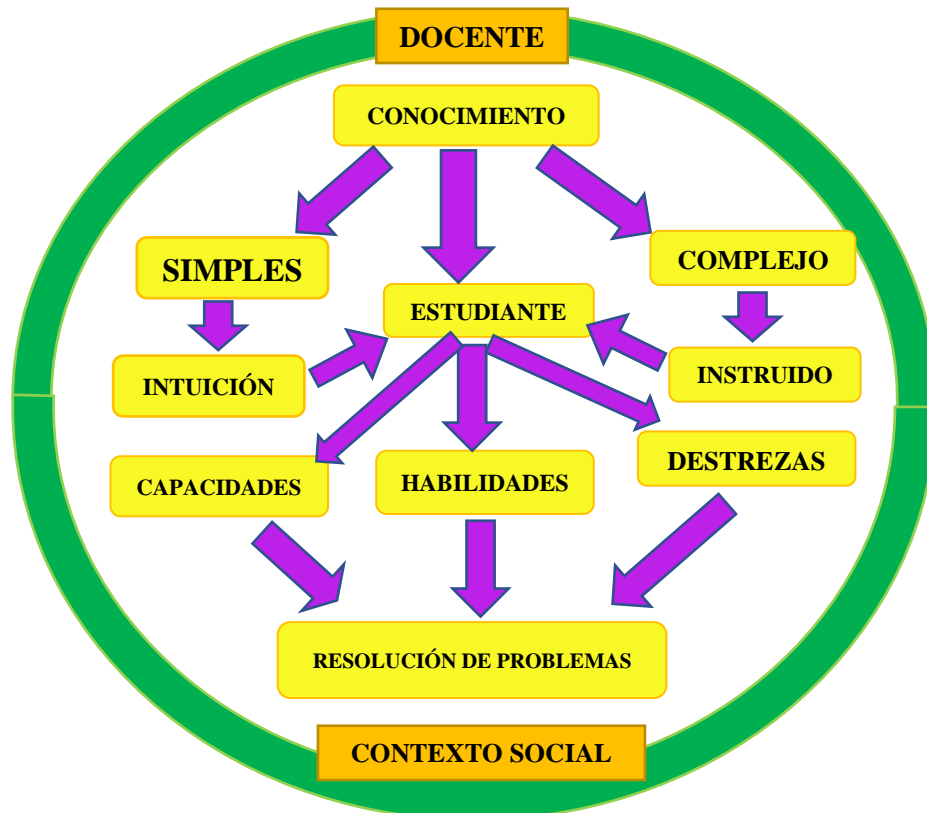 DOCENTE
CONOCIMIENTO
SIMPLES
COMPLEJO
ESTUDIANTE
INTUICIÓN
INSTRUIDO
CAPACIDADES
HABILIDADES
DESTREZAS
RESOLUCIÓN DE PROBLEMAS
CONTEXTO SOCIAL